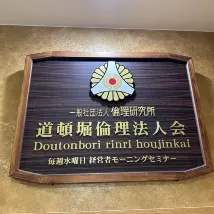 一般社団法人 倫理研究所
道頓堀倫理法人会
Doutonbori rinri houjinkai
毎週水曜日 経営者モーニングセミナー